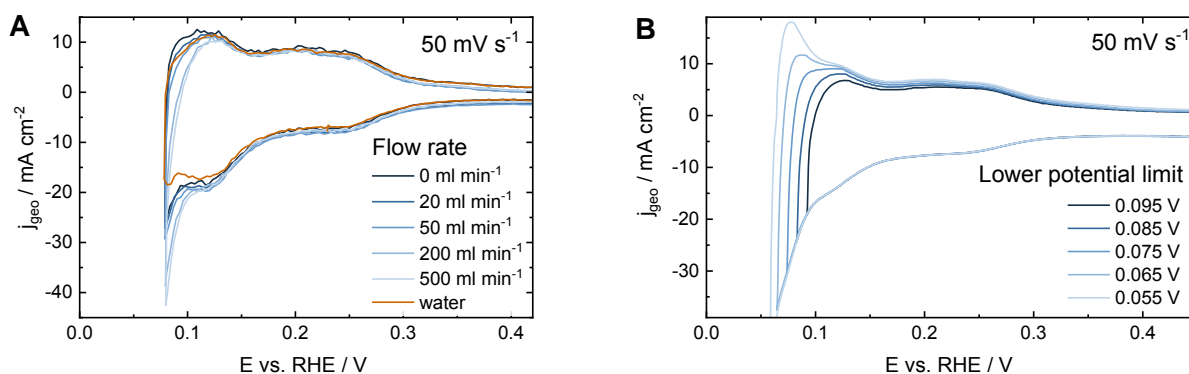 A
50 mV s⁻¹
10
0
-10
-20
-30
-40
j_geo / mA cm⁻²
Flow rate
0 ml min⁻¹
20 ml min⁻¹
50 ml min⁻¹
200 ml min⁻¹
500 ml min⁻¹
water
0.0 0.1 0.2 0.3 0.4
E vs. RHE / V
B
50 mV s⁻¹
10
0
-10
-20
-30
j_geo / mA cm⁻²
Lower potential limit
0.095 V
0.085 V
0.075 V
0.065 V
0.055 V
0.0 0.1 0.2 0.3 0.4
E vs. RHE / V